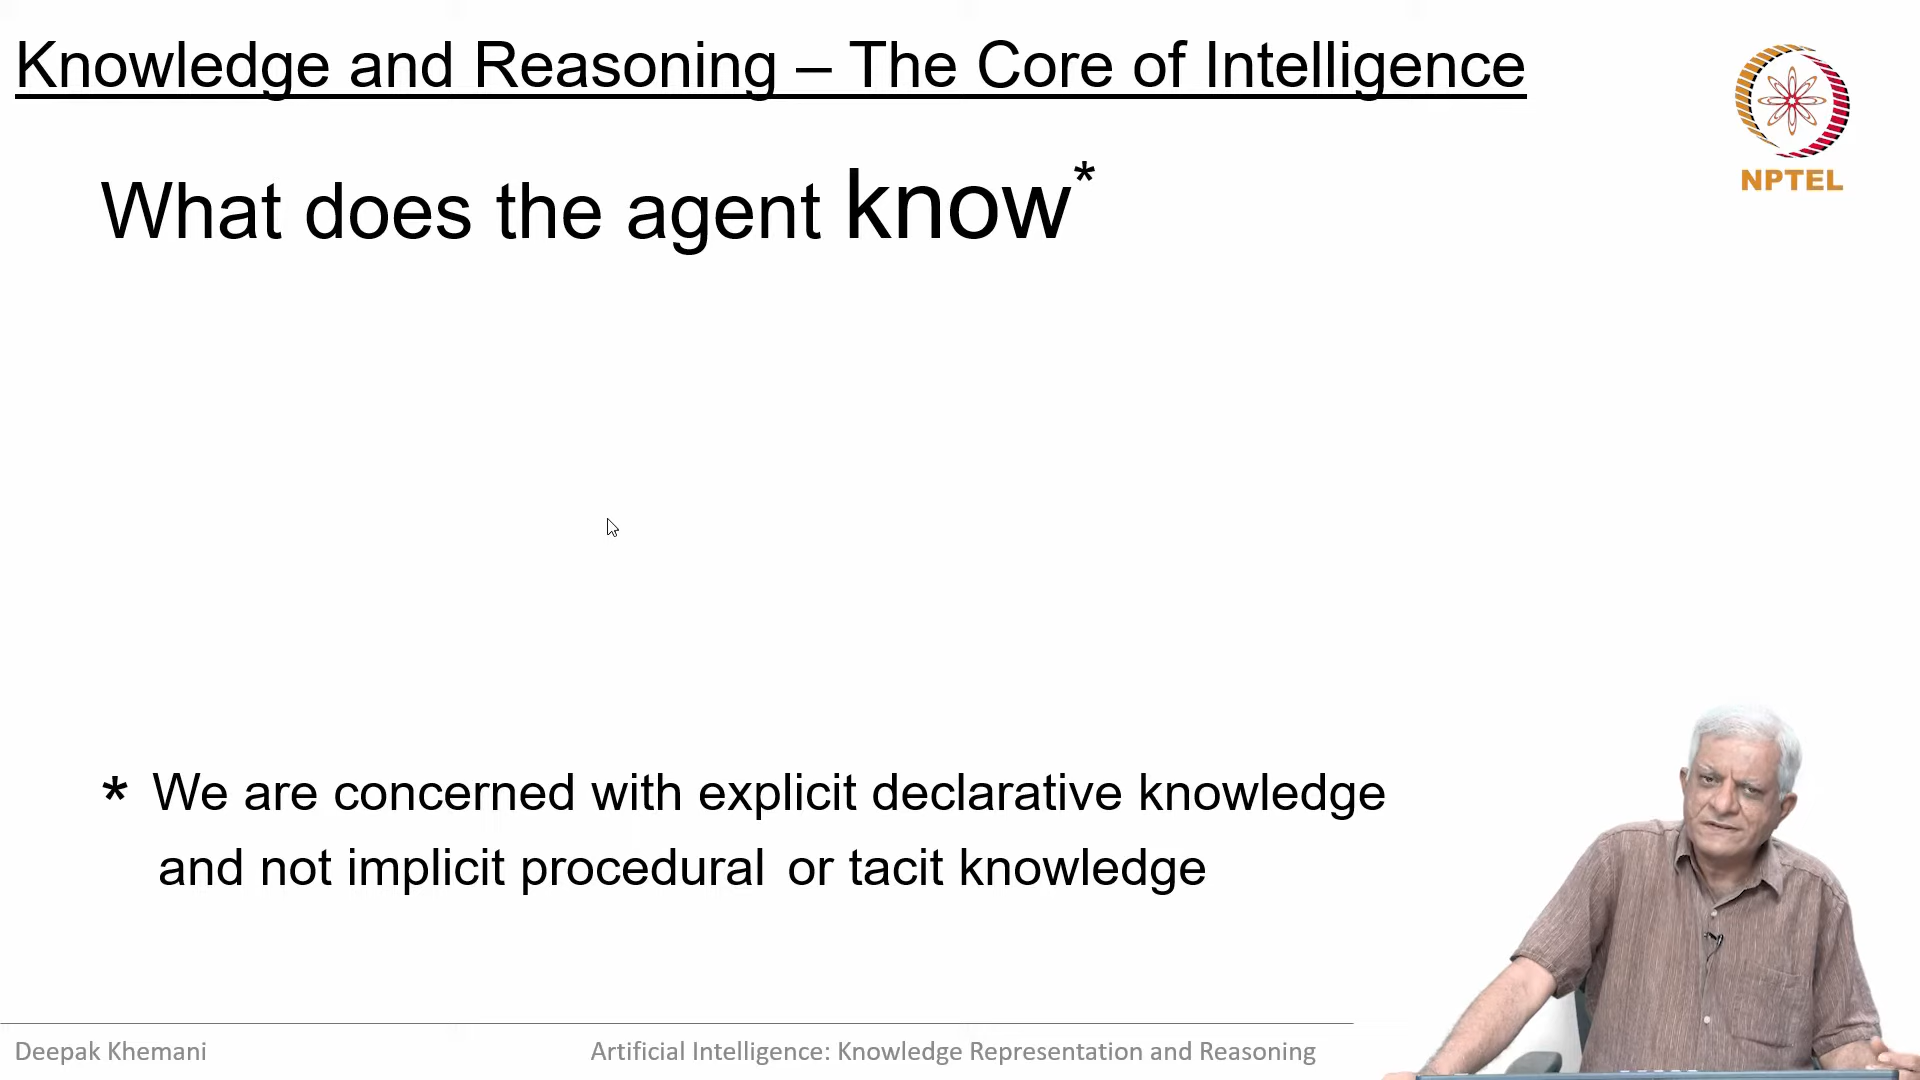 Knowledge and Reasoning – The Core of Intelligence
NPTEL
What does the agent know*
* We are concerned with explicit declarative knowledge
and not implicit procedural or tacit knowledge
Deepak Khemani
Artificial Intelligence: Knowledge Representation and Reasoning